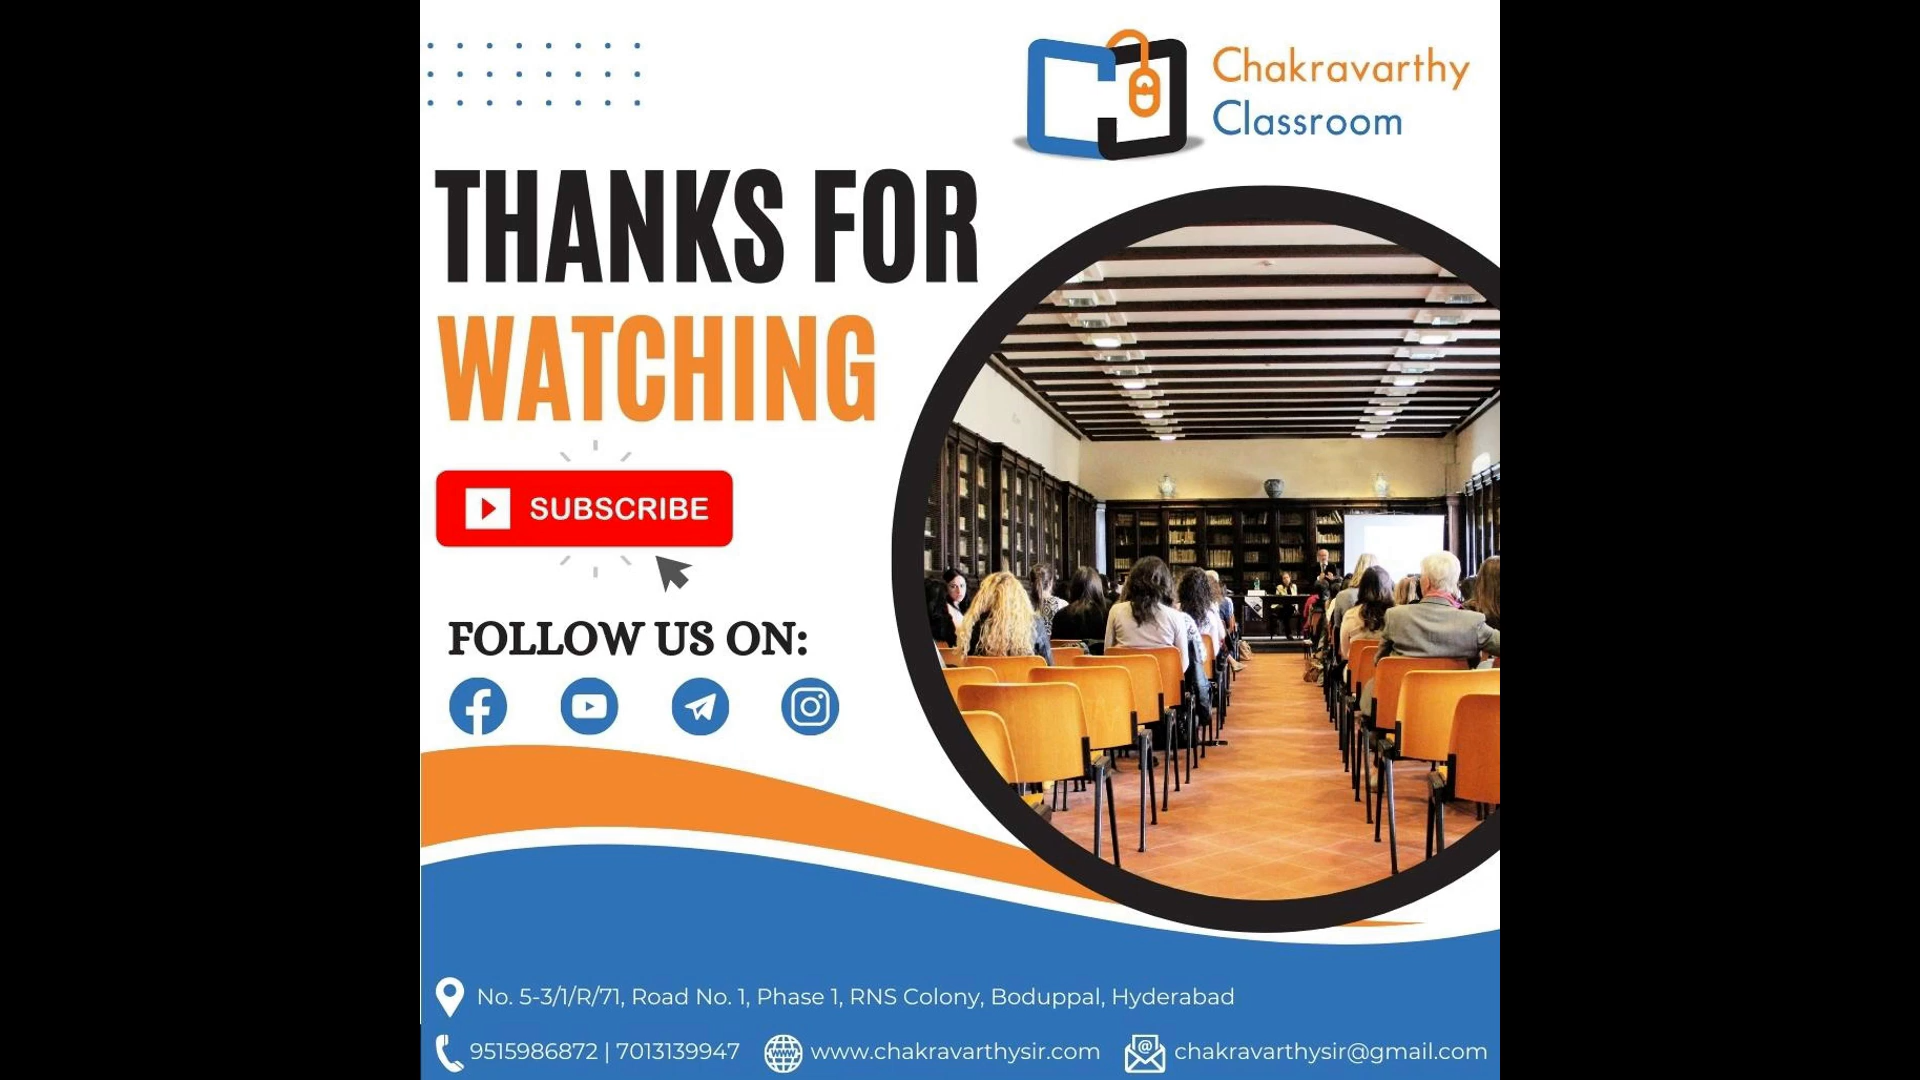 Chakravarthy
Classroom
THANKS FOR
WATCHING
SUBSCRIBE
FOLLOW US ON:
No. 5-3/1/R/71, Road No. 1, Phase 1, RNS Colony, Boduppal, Hyderabad
9515986872 | 7013139947
www.chakravarthysir.com
chakravarthysir@gmail.com